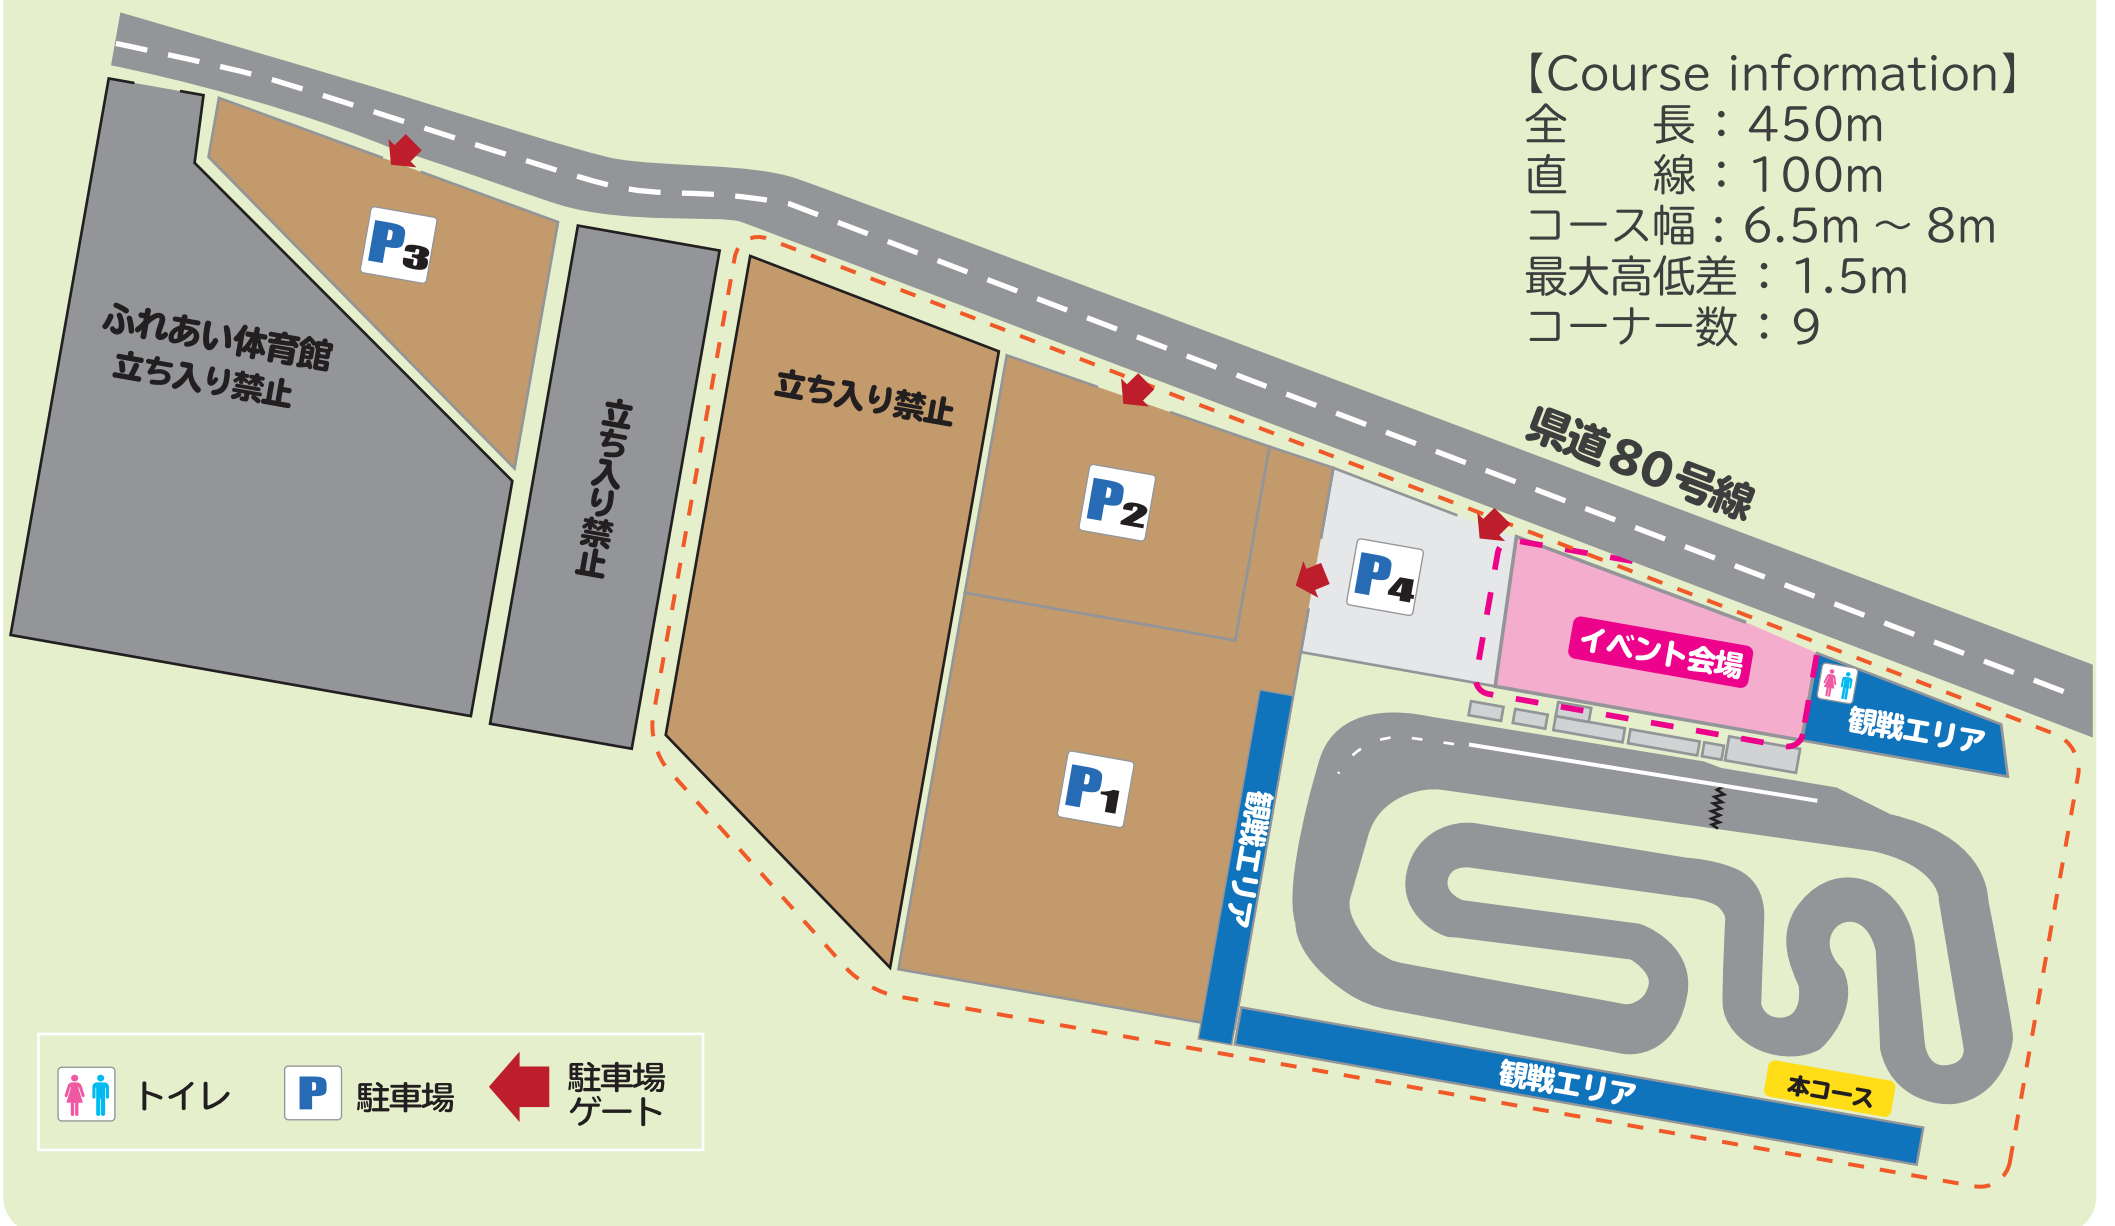 【Course information】
全　長：450m
直　線：100m
コース幅：6.5m～8m
最大高低差：1.5m
コーナー数：9
県道80号線
P3
ふれあい体育館
立ち入り禁止
立ち入り禁止
立ち入り禁止
P2
P4
イベント会場
観戦エリア
P1
観戦エリア
観戦エリア
本コース
トイレ
P
駐車場
駐車場
ゲート